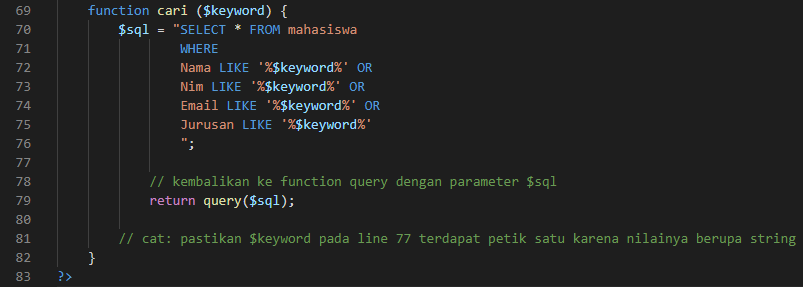 69 function cari ($keyword) {
70 $sql = "SELECT * FROM mahasiswa
71 WHERE
72 Nama LIKE '%$keyword%' OR
73 Nim LIKE '%$keyword%' OR
74 Email LIKE '%$keyword%' OR
75 Jurusan LIKE '%$keyword%'
76 ";
77
78 // kembalikan ke function query dengan parameter $sql
79 return query($sql);
80
81 // cat: pastikan $keyword pada line 77 terdapat petik satu karena nilainya berupa string
82 }
83 ?>